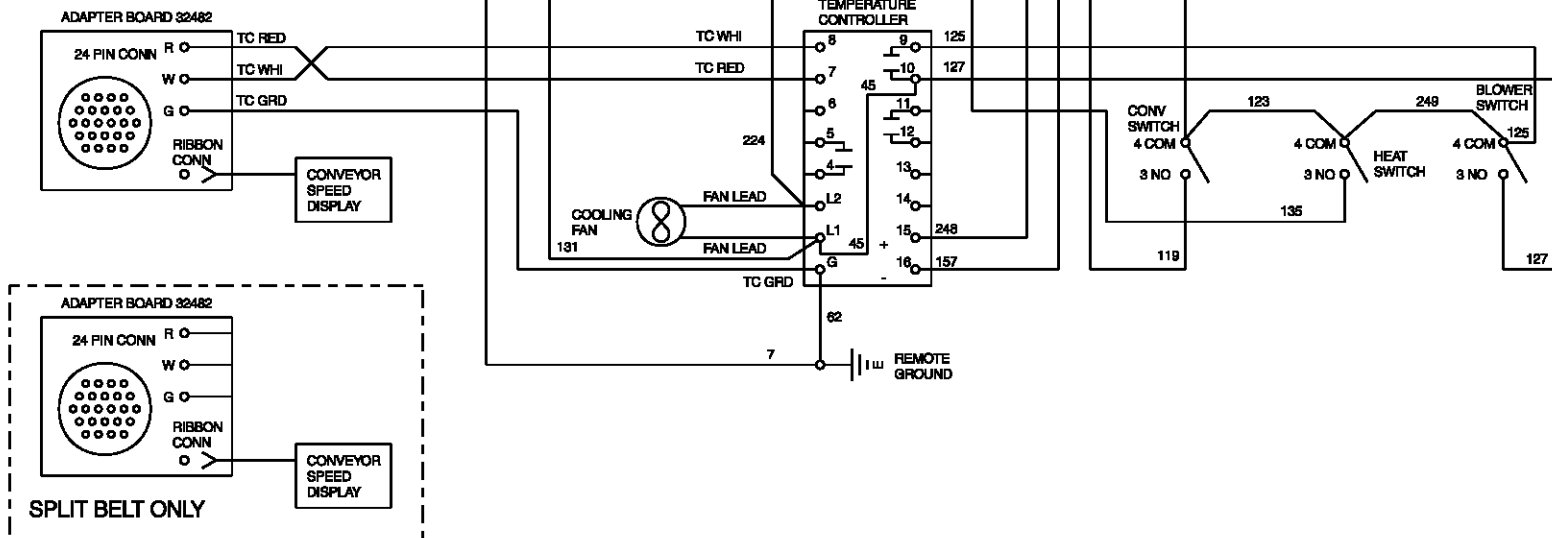 ADAPTER BOARD 32482
24 PIN CONN
R
W
G
RIBBON
CONN
CONVEYOR
SPEED
DISPLAY
TC RED
TC WHI
TC GRD
TC WHI
TC RED
TEMPERATURE
CONTROLLER
8
7
6
5
4
L2
L1
G
9
10
11
12
13
14
15
16
+
-
45
45
224
COOLING
FAN
FAN LEAD
FAN LEAD
131
TC GRD
62
7
REMOTE
GROUND
125
127
248
157
CONV
SWITCH
4 COM
3 NO
123
4 COM
3 NO
HEAT
SWITCH
249
BLOWER
SWITCH
125
4 COM
3 NO
135
119
127
ADAPTER BOARD 32482
24 PIN CONN
R
W
G
RIBBON
CONN
CONVEYOR
SPEED
DISPLAY
SPLIT BELT ONLY